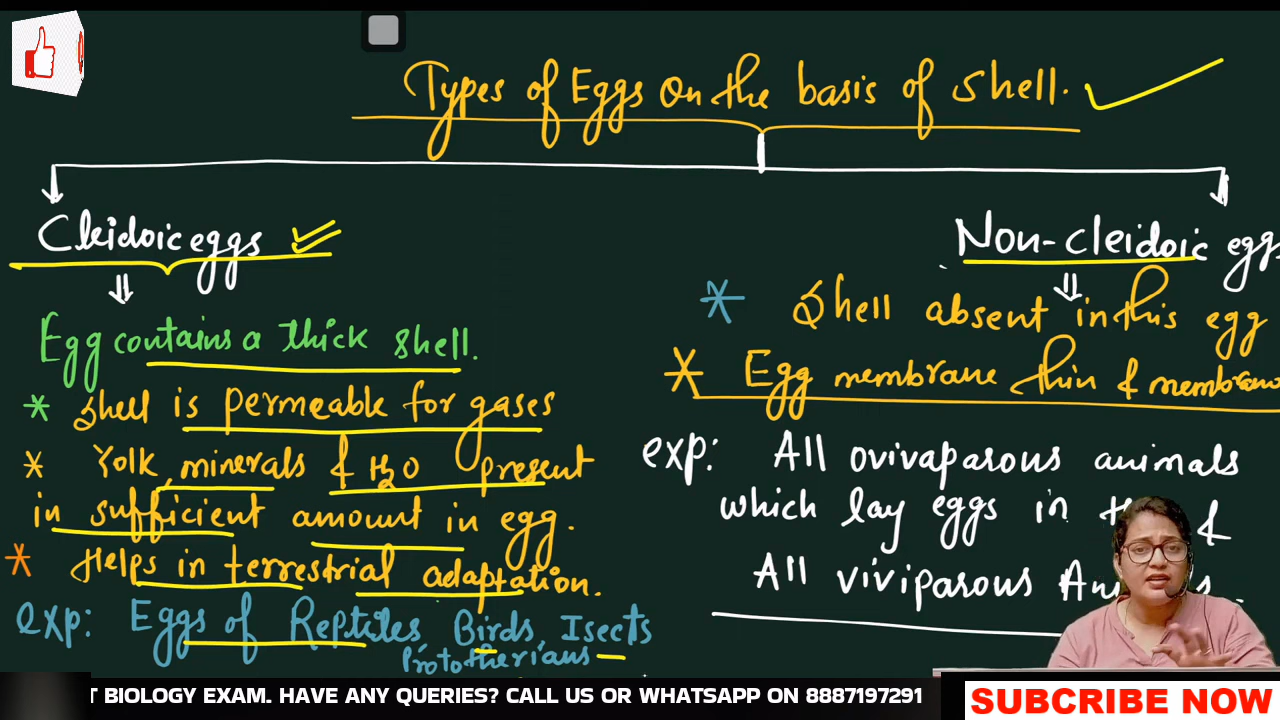 Types of Eggs On the basis of Shell.
Cleidoic eggs
Egg contains a thick shell.
* Shell is permeable for gases
* Yolk, minerals & H2O present
in sufficient amount in egg.
* Helps in terrestrial adaptation.
exp: Eggs of Reptiles, Birds, Isects
Prototherians
Non-cleidoic egg
* Shell absent in this egg
* Egg membrane thin &
exp: All ovivaparous animals
which lay eggs in &
All viviparous
T BIOLOGY EXAM. HAVE ANY QUERIES? CALL US OR WHATSAPP ON 8887197291
SUBSCRIBE NOW